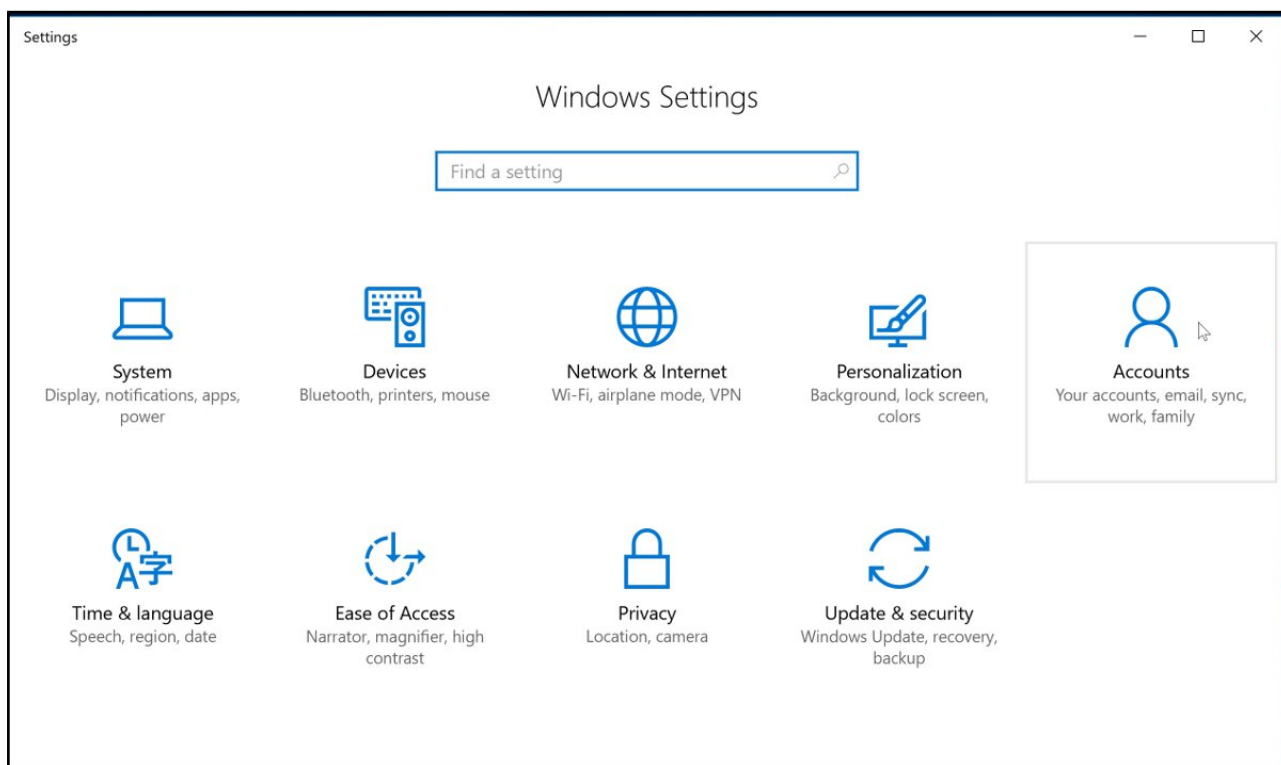 Settings
Windows Settings
Find a setting
System
Display, notifications, apps,
power
Devices
Bluetooth, printers, mouse
Network & Internet
Wi-Fi, airplane mode, VPN
Personalization
Background, lock screen,
colors
Accounts
Your accounts, email, sync,
work, family
A字
Time & language
Speech, region, date
Ease of Access
Narrator, magnifier, high
contrast
Privacy
Location, camera
Update & security
Windows Update, recovery,
backup